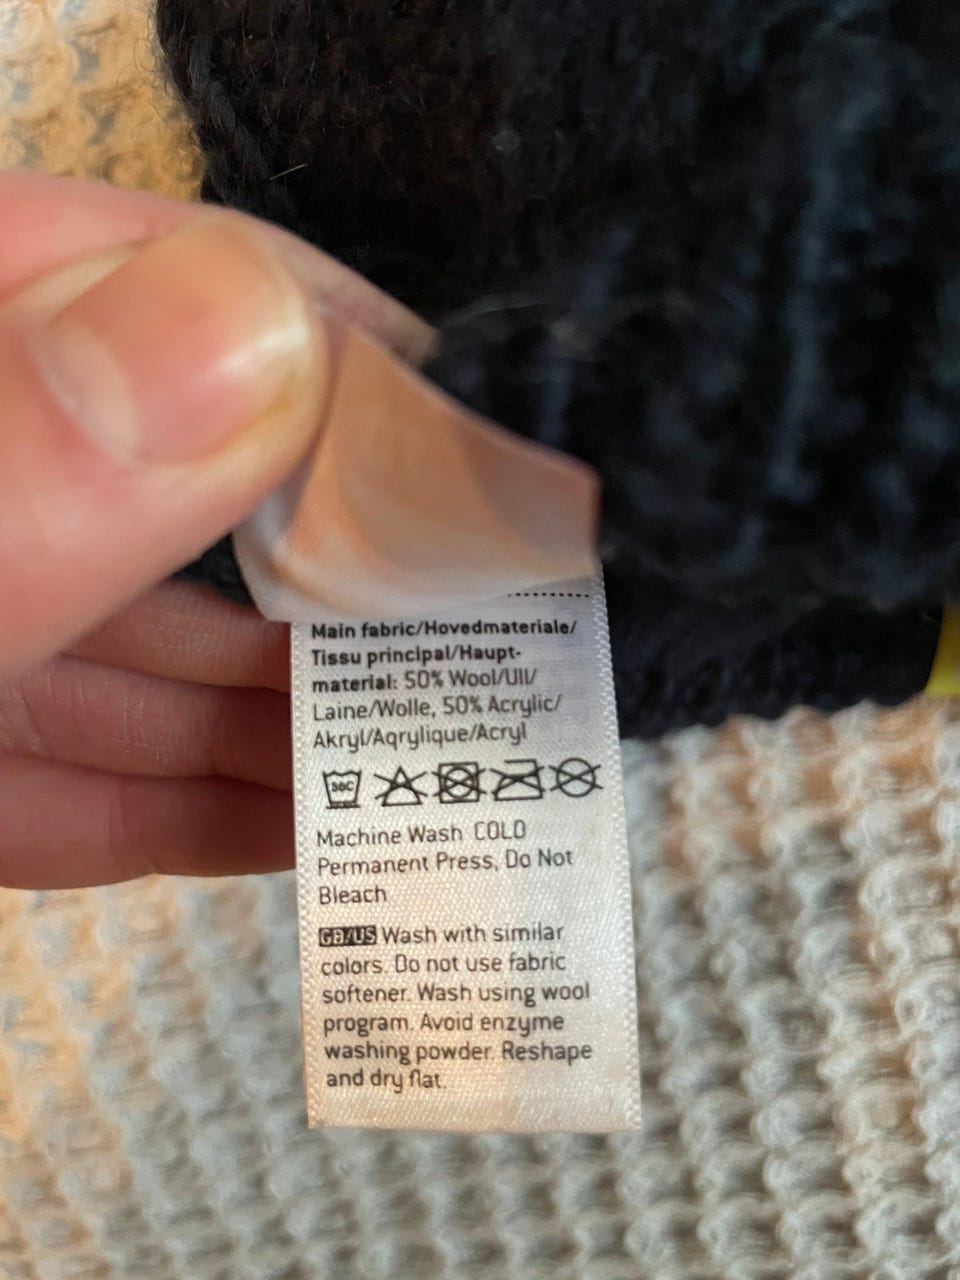 Main fabric/Hovedmateriale/
Tissu principal/Haupt-
material: 50% Wool/Ull/
Laine/Wolle, 50% Acrylic/
Akryl/Aqrylique/Acryl
30C
Machine Wash COLD
Permanent Press, Do Not
Bleach
GB/US Wash with similar
colors. Do not use fabric
softener. Wash using wool
program. Avoid enzyme
washing powder. Reshape
and dry flat.